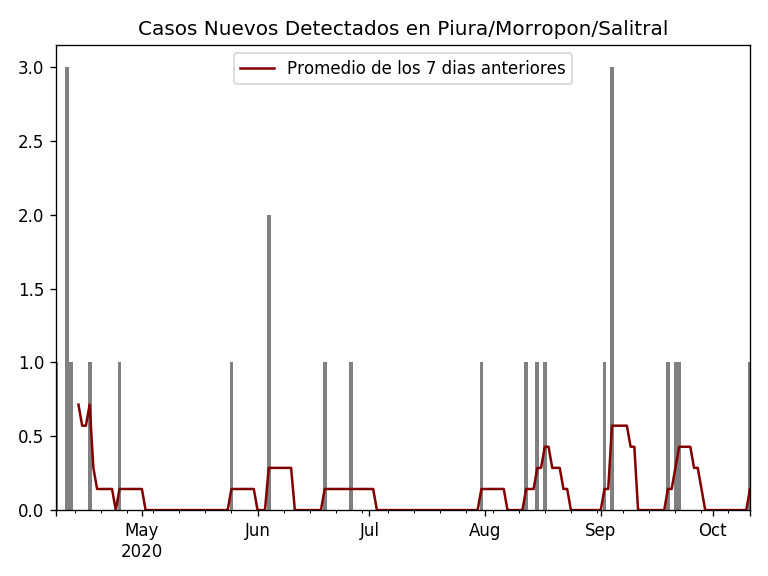 Casos Nuevos Detectados en Piura/Morropon/Salitral
Promedio de los 7 dias anteriores
3.0
2.5
2.0
1.5
1.0
0.5
0.0
May Jun Jul Aug Sep Oct
2020